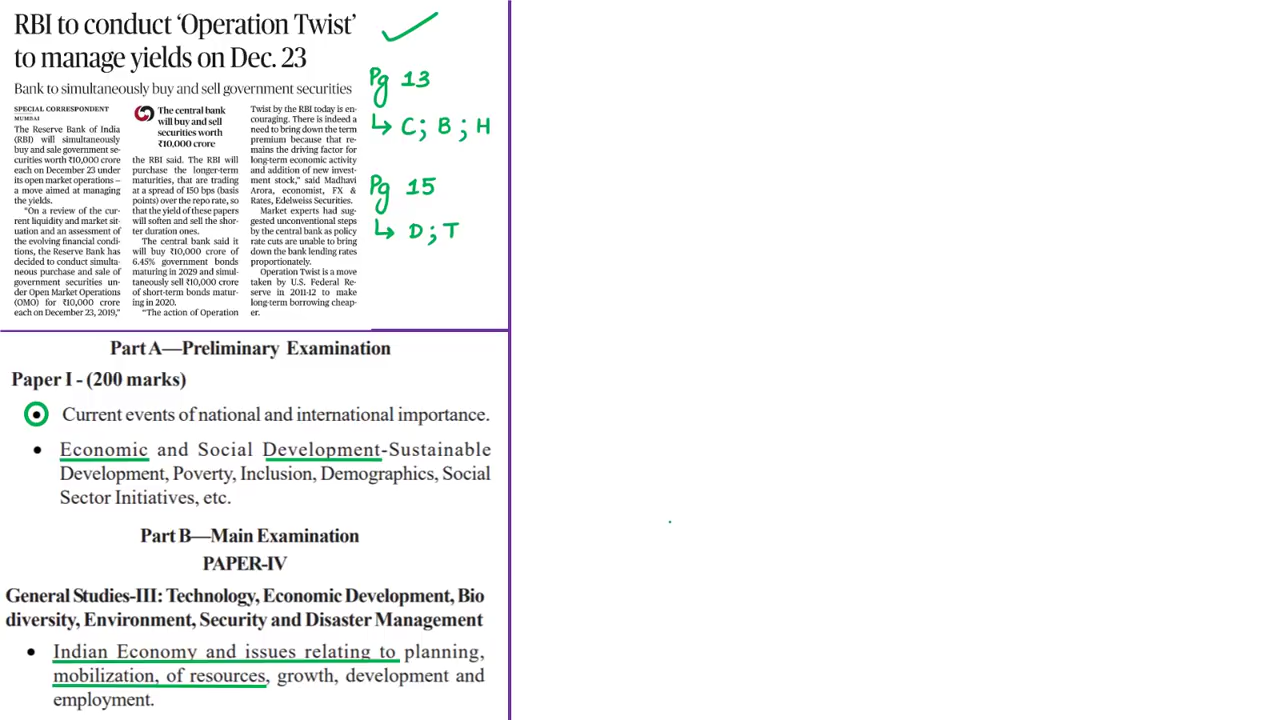 RBI to conduct ‘Operation Twist’
to manage yields on Dec. 23
Bank to simultaneously buy and sell government securities
SPECIAL CORRESPONDENT
MUMBAI
The Reserve Bank of India
(RBI) will simultaneously
buy and sale government se-
curities worth ₹10,000 crore
each on December 23 under
its open market operations –
a move aimed at managing
the yields.
“On a review of the cur-
rent liquidity and market sit-
uation and an assessment of
the evolving financial condi-
tions, the Reserve Bank has
decided to conduct simulta-
neous purchase and sale of
government securities un-
der Open Market Operations
(OMO) for ₹10,000 crore
each on December 23, 2019,”
The central bank
will buy and sell
securities worth
₹10,000 crore
the RBI said. The RBI will
purchase the longer-term
maturities, that are trading
at a spread of 150 bps (basis
points) over the repo rate, so
that the yield of these papers
will soften and sell the shor-
ter duration ones.
The central bank said it
will buy ₹10,000 crore of
6.45% government bonds
maturing in 2029 and simul-
taneously sell ₹10,000 crore
of short-term bonds matur-
ing in 2020.
“The action of Operation
Twist by the RBI today is en-
couraging. There is indeed a
need to bring down the term
premium because that re-
mains the driving factor for
long-term economic activity
and addition of new invest-
ment stock,” said Madhavi
Arora, economist, FX &
Rates, Edelweiss Securities.
Market experts had sug-
gested unconventional steps
by the central bank as policy
rate cuts are unable to bring
down the bank lending rates
proportionately.
Operation Twist is a move
taken by U.S. Federal Re-
serve in 2011-12 to make
long-term borrowing cheap-
er.
Pg 13
↳ C; B; H
Pg 15
↳ D; T
Part A—Preliminary Examination
Paper I - (200 marks)
• Current events of national and international importance.
• Economic and Social Development-Sustainable
Development, Poverty, Inclusion, Demographics, Social
Sector Initiatives, etc.
Part B—Main Examination
PAPER-IV
General Studies-III: Technology, Economic Development, Bio
diversity, Environment, Security and Disaster Management
• Indian Economy and issues relating to planning,
mobilization, of resources, growth, development and
employment.